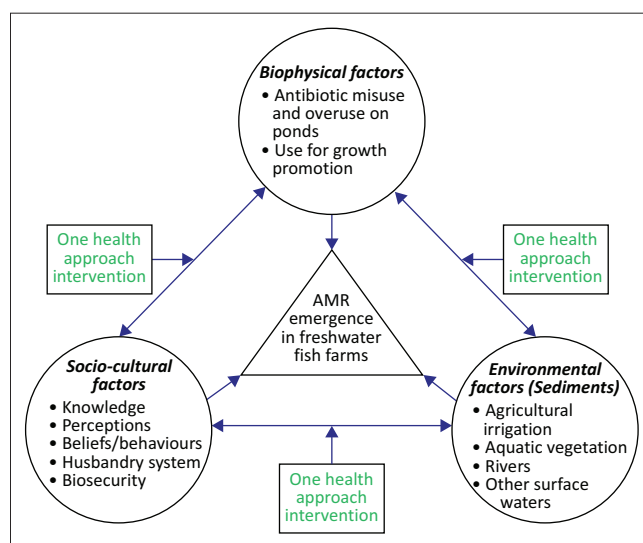 Biophysical factors
• Antibiotic misuse
and overuse on
ponds
• Use for growth
promotion
One health
approach
intervention
One health
approach
intervention
AMR
emergence
in freshwater
fish farms
Socio-cultural
factors
• Knowledge
• Perceptions
• Beliefs/behaviours
• Husbandry system
• Biosecurity
Environmental
factors (Sediments)
• Agricultural
irrigation
• Aquatic vegetation
• Rivers
• Other surface
waters
One health
approach
intervention